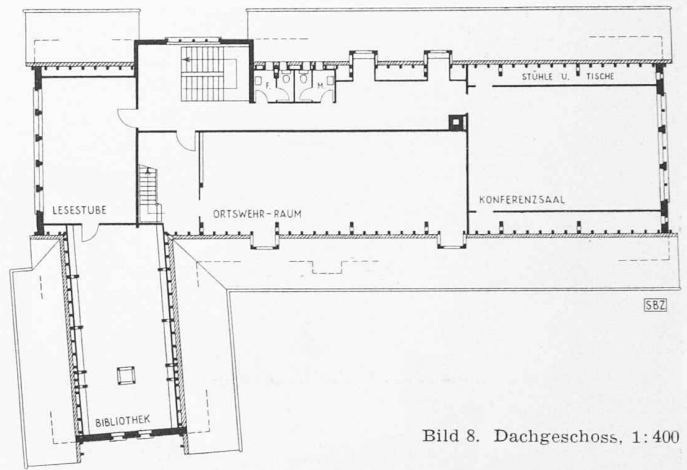 F.
M.
STÜHLE U. TISCHE
LESESTUBE
ORTSWEHR-RAUM
KONFERENZSAAL
SBZ
BIBLIOTHEK
Bild 8. Dachgeschoss, 1:400